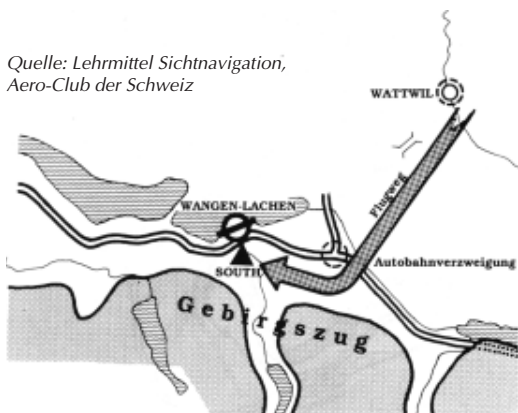 Quelle: Lehrmittel Sichtnavigation,
Aero-Club der Schweiz
WATTWIL
Flugweg
WANGEN-LACHEN
SOUTH
Autobahnverzweigung
Gebirgszug